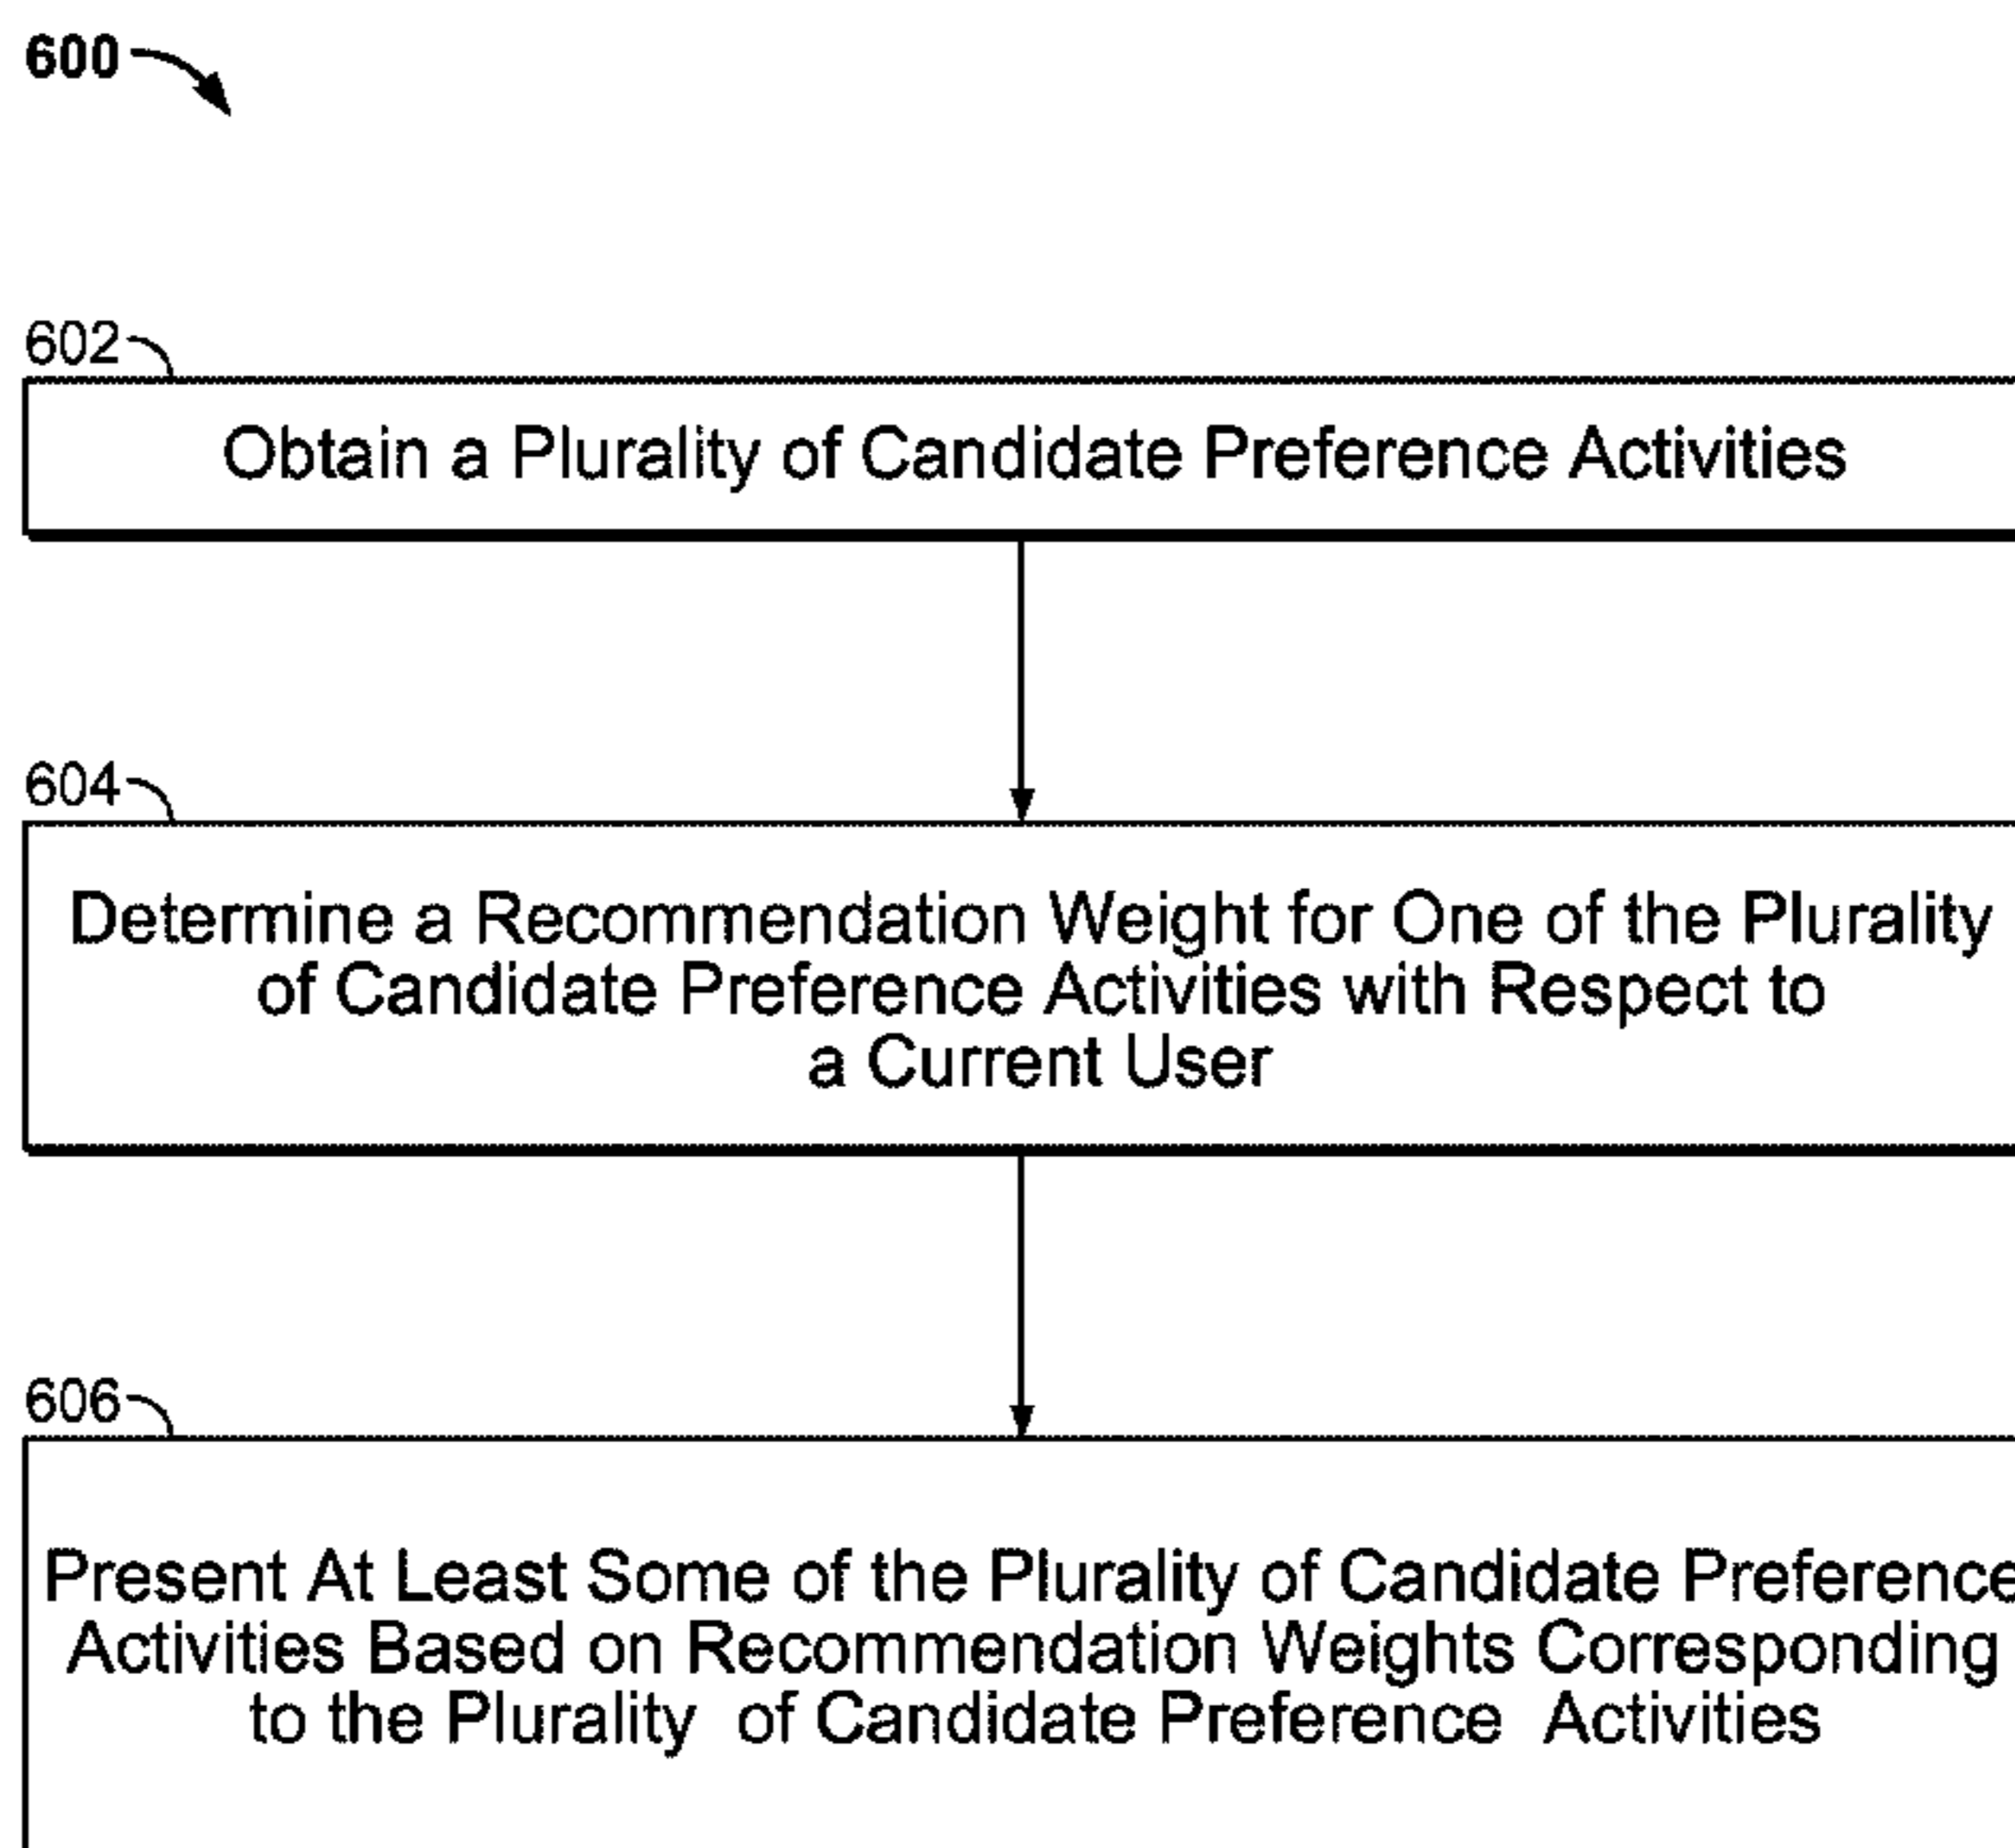 600
602
Obtain a Plurality of Candidate Preference Activities
604
Determine a Recommendation Weight for One of the Plurality
of Candidate Preference Activities with Respect to
a Current User
606
Present At Least Some of the Plurality of Candidate Preference
Activities Based on Recommendation Weights Corresponding
to the Plurality of Candidate Preference Activities